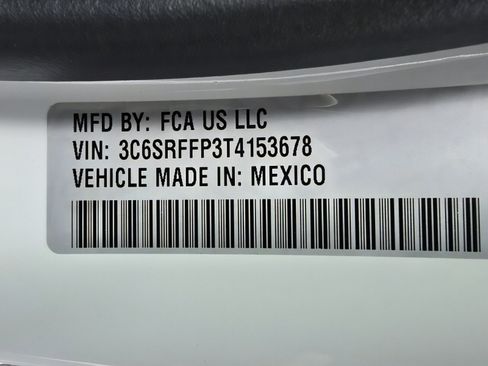 MFD BY: FCA US LLC
VIN: 3C6SRFFP3T4153678
VEHICLE MADE IN: MEXICO